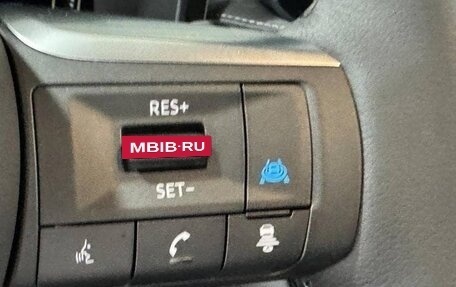 RES+
MBIB·RU
SET-